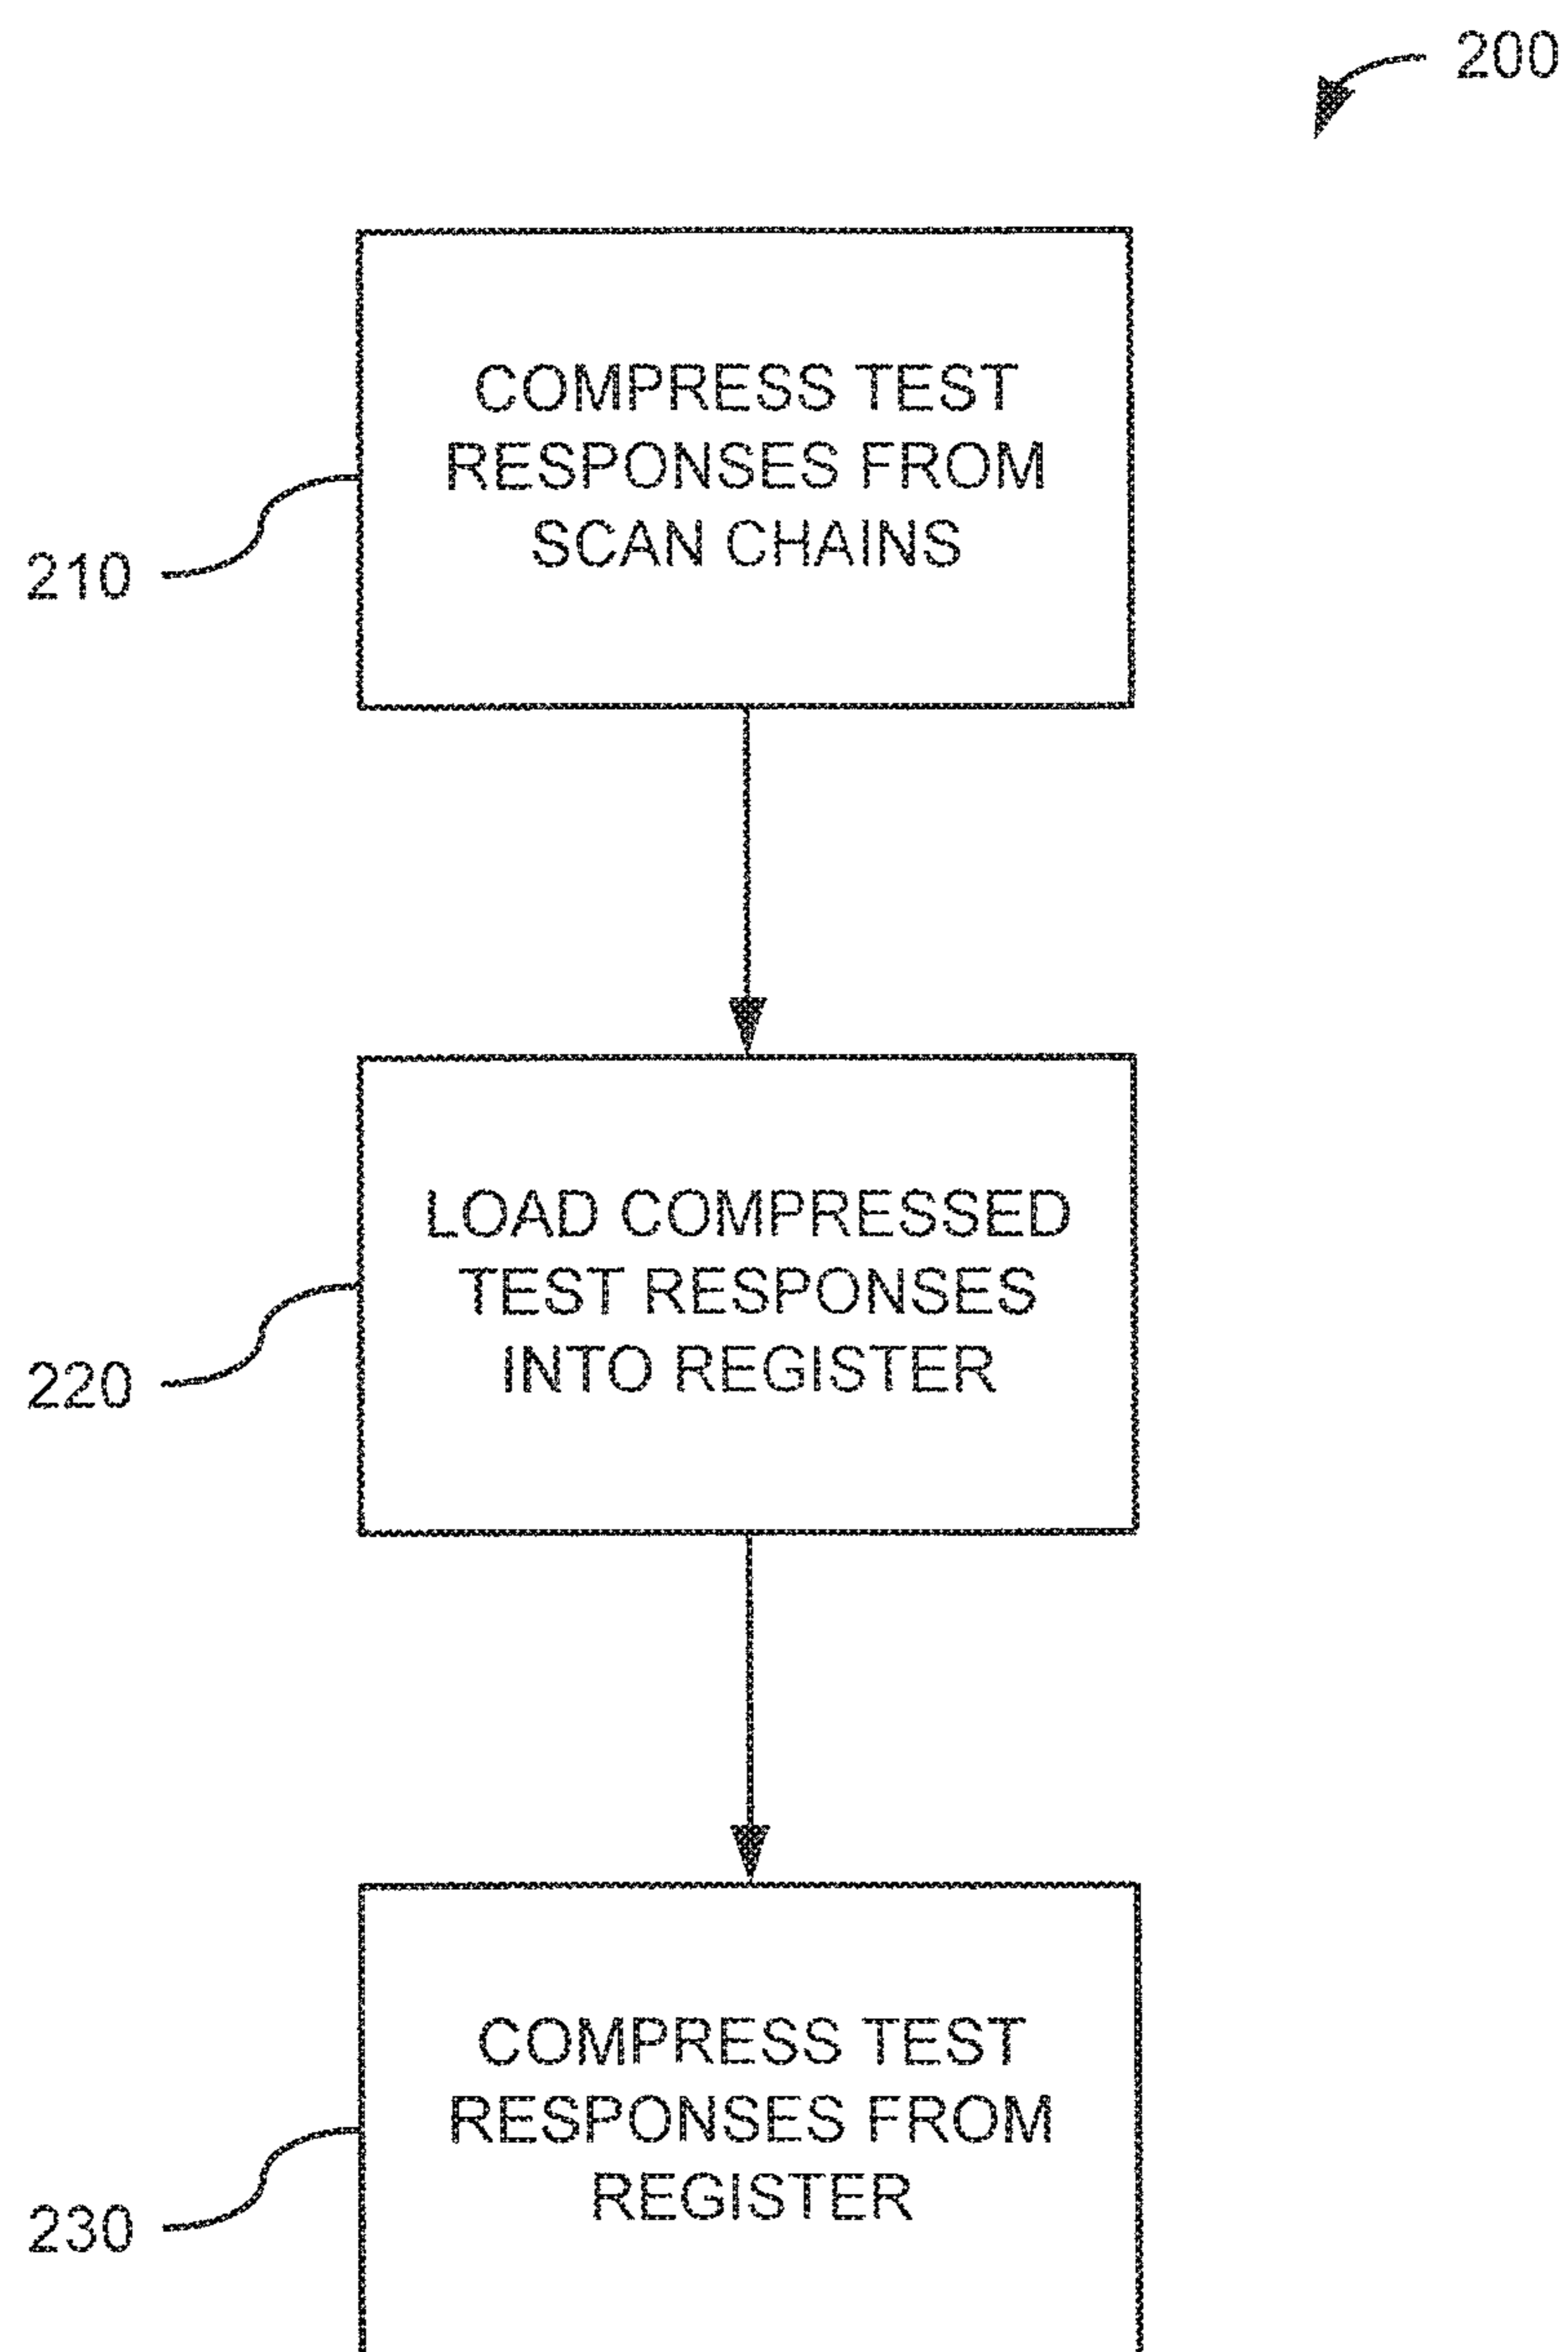 200
COMPRESS TEST
RESPONSES FROM
SCAN CHAINS
210
LOAD COMPRESSED
TEST RESPONSES
INTO REGISTER
220
COMPRESS TEST
RESPONSES FROM
REGISTER
230